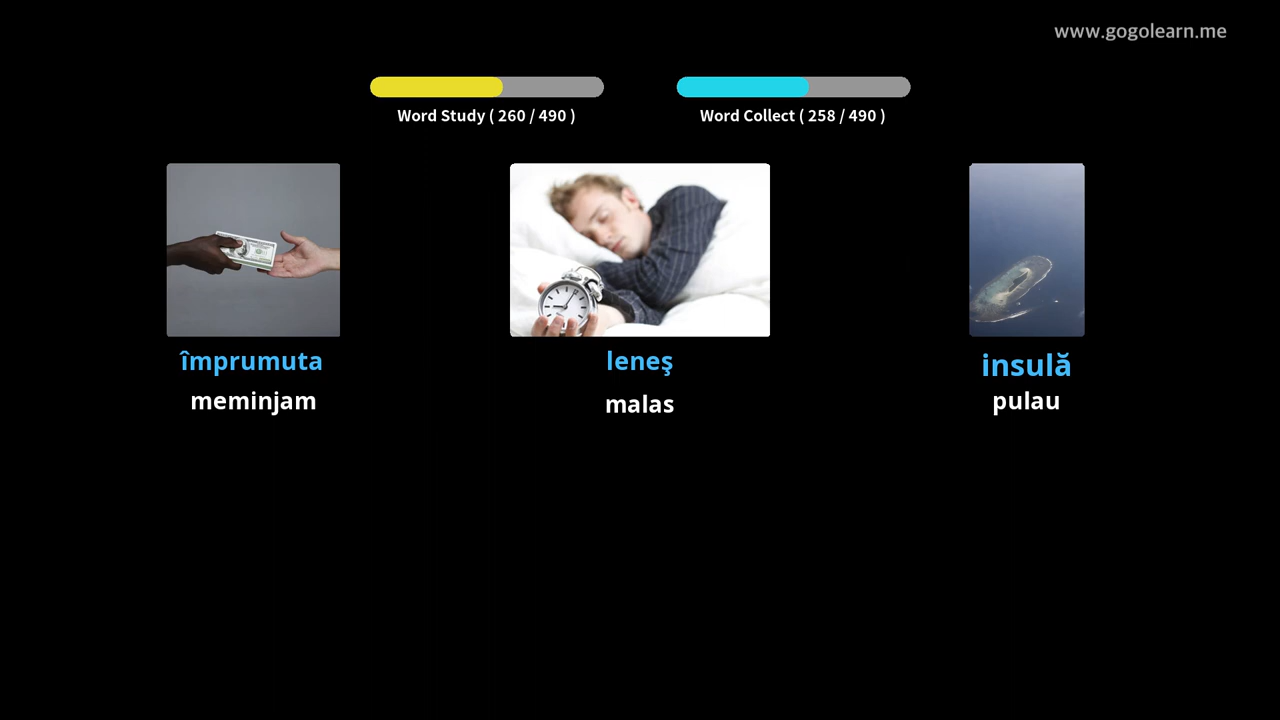 www.gogolearn.me
Word Study ( 260 / 490 )
Word Collect ( 258 / 490 )
împrumuta
meminjam
leneş
malas
insulă
pulau